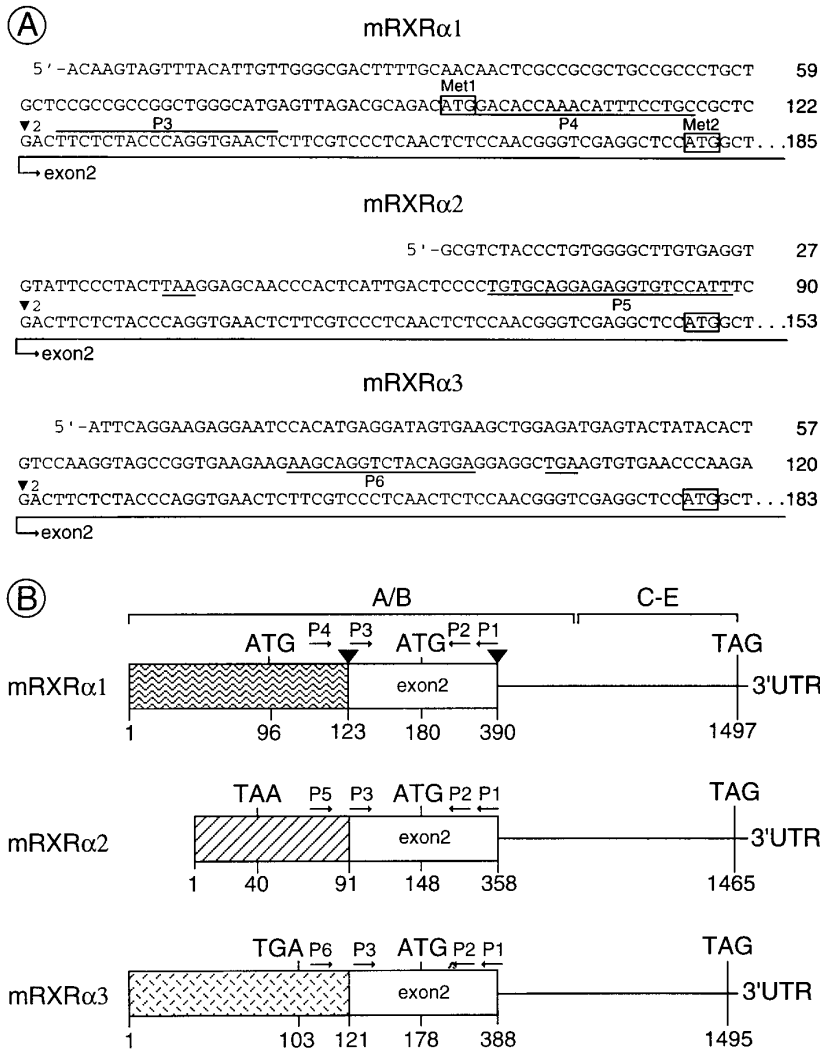 A
mRXRα1
5'-ACAAGTAGTTTACATTGTTGGGCGACTTTTGCAACAACTCGCCGCGCTGCCGCCCTGCT 59
Met1
GCTCCGCCGCCGGCTGGGCATGAGTTAGACGCAGACATGGACACCAAACATTTCCTGCCGCTC 122
▼2 P3 P4 Met2
GACTTCTCTACCCAGGTGAACTCTTCGTCCCTCAACTCTCCAACGGGTCGAGGCTCCATGGCT... 185
exon2
mRXRα2
5'-GCGTCTACCCTGTGGGGCTTGTGAGGT 27
GTATTCCCTACTTAAGGAGCAACCCACTCATTGACTCCCCTGTGCAGGAGAGGTGTCCATTTC 90
▼2 P5
GACTTCTCTACCCAGGTGAACTCTTCGTCCCTCAACTCTCCAACGGGTCGAGGCTCCATGGCT... 153
exon2
mRXRα3
5'-ATTCAGGAAGAGGAATCCACATGAGGATAGTGAAGCTGGAGATGAGTACTATACACT 57
GTCCAAGGTAGCCGGTGAAGAAGAAGCAGGTCTACAGGAGGAGGCTGAAGTGTGAACCCAAGA 120
▼2 P6
GACTTCTCTACCCAGGTGAACTCTTCGTCCCTCAACTCTCCAACGGGTCGAGGCTCCATGGCT... 183
exon2
B
A/B C-E
ATG P4 P3 ATG P2 P1 TAG
mRXRα1 exon2 3'UTR
1 96 123 180 390 1497
TAA P5 P3 ATG P2 P1 TAG
mRXRα2 exon2 3'UTR
1 40 91 148 358 1465
TGA P6 P3 ATG P2 P1 TAG
mRXRα3 exon2 3'UTR
1 103 121 178 388 1495